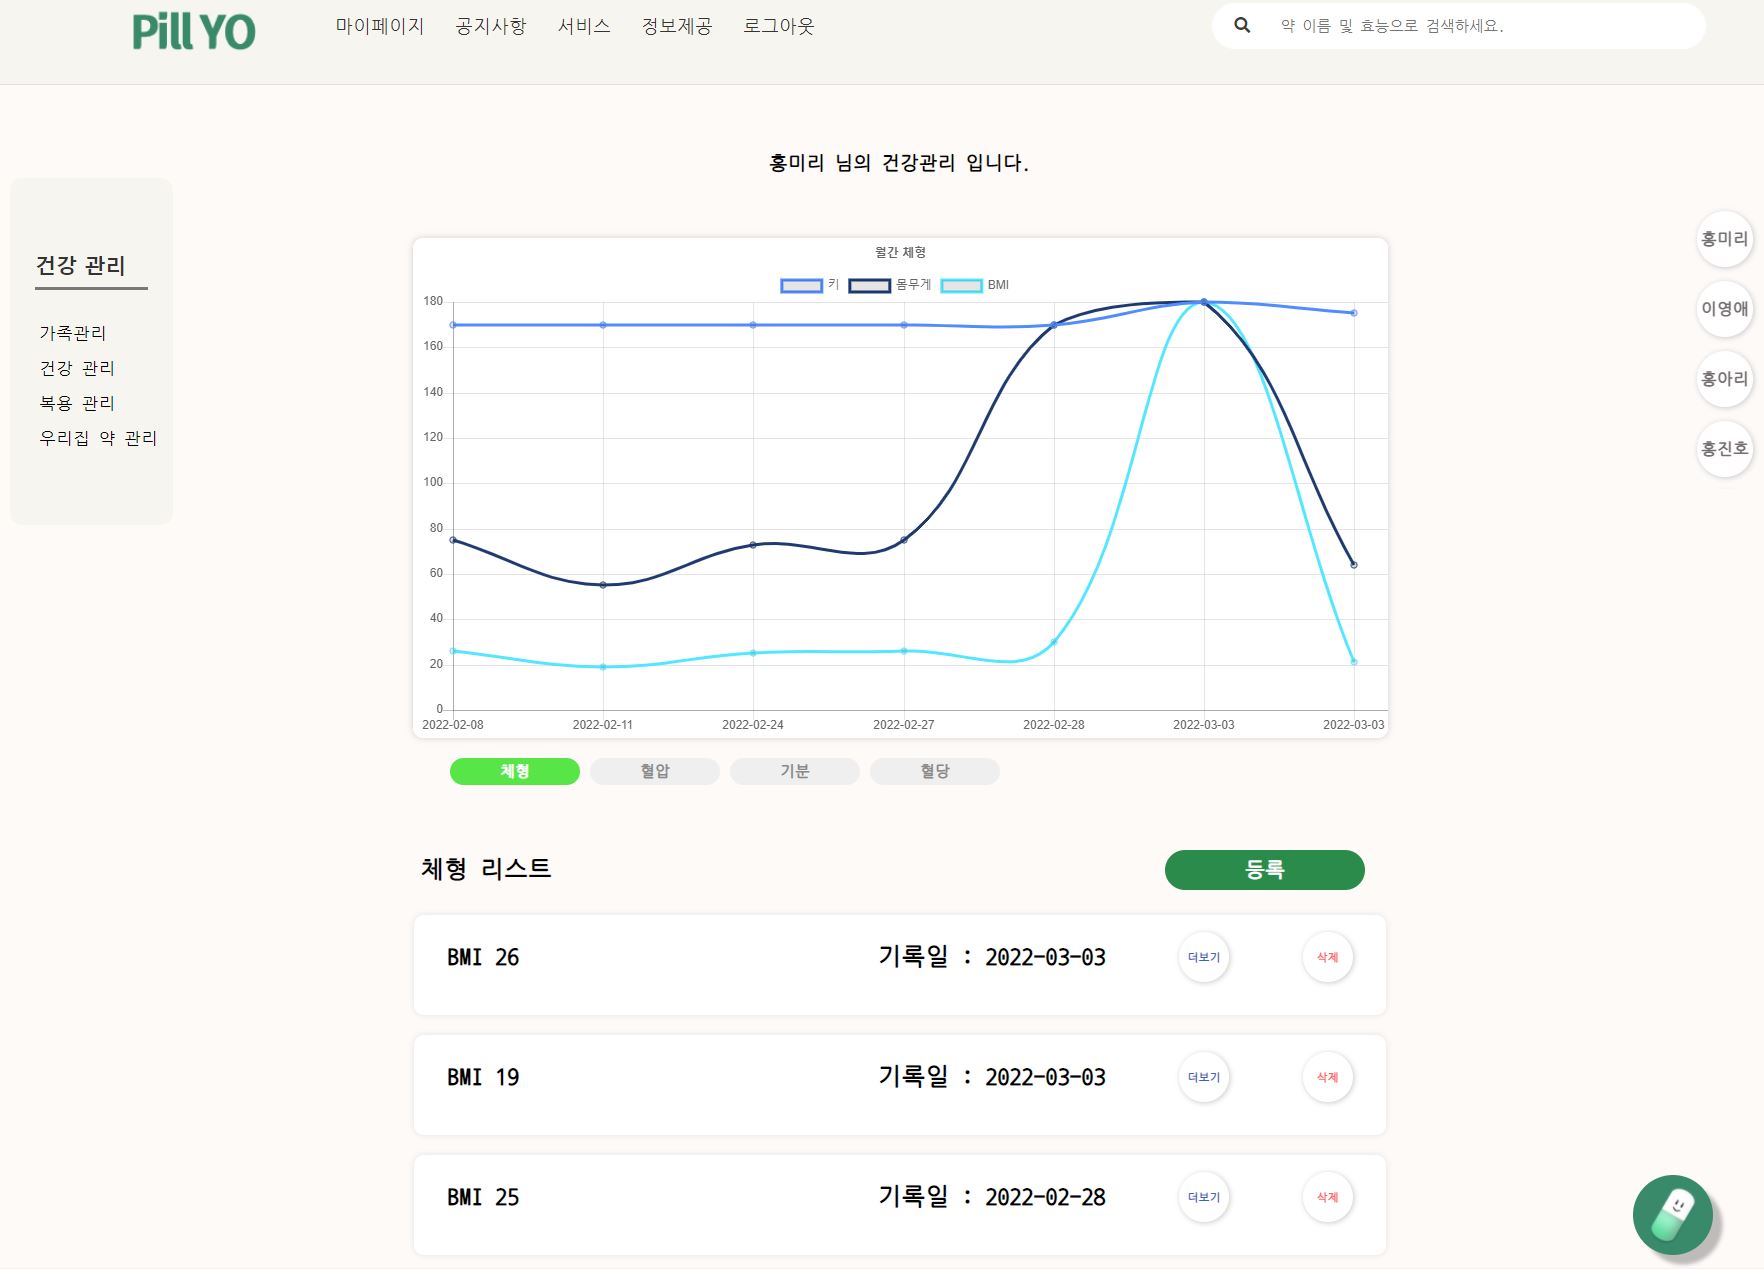 Pill YO
마이페이지 공지사항 서비스 정보제공 로그아웃
약 이름 및 효능으로 검색하세요.
홍미리 님의 건강관리 입니다.
건강 관리
가족관리
건강 관리
복용 관리
우리집 약 관리
월간 체형
키 몸무게 BMI
180
160
140
120
100
80
60
40
20
0
2022-02-08 2022-02-11 2022-02-24 2022-02-27 2022-02-28 2022-03-03 2022-03-03
체형 혈압 기분 혈당
홍미리
이영애
홍아리
홍진호
체형 리스트 등록
BMI 26 기록일 : 2022-03-03 더보기 삭제
BMI 19 기록일 : 2022-03-03 더보기 삭제
BMI 25 기록일 : 2022-02-28 더보기 삭제